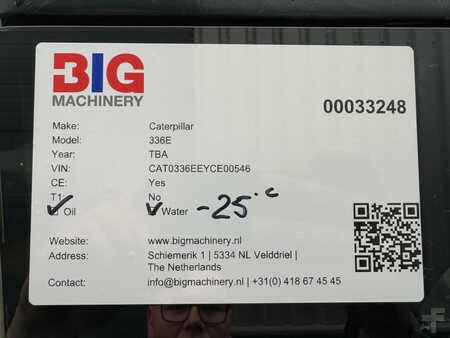 BIG
MACHINERY
00033248
Make: Caterpillar
Model: 336E
Year: TBA
VIN: CAT0336EEYCE00546
CE: Yes
T1: No
Oil Water -25°C
Website: www.bigmachinery.nl
Address: Schiemerik 1 | 5334 NL Velddriel |
The Netherlands
Contact: info@bigmachinery.nl | +31(0) 418 67 45 45